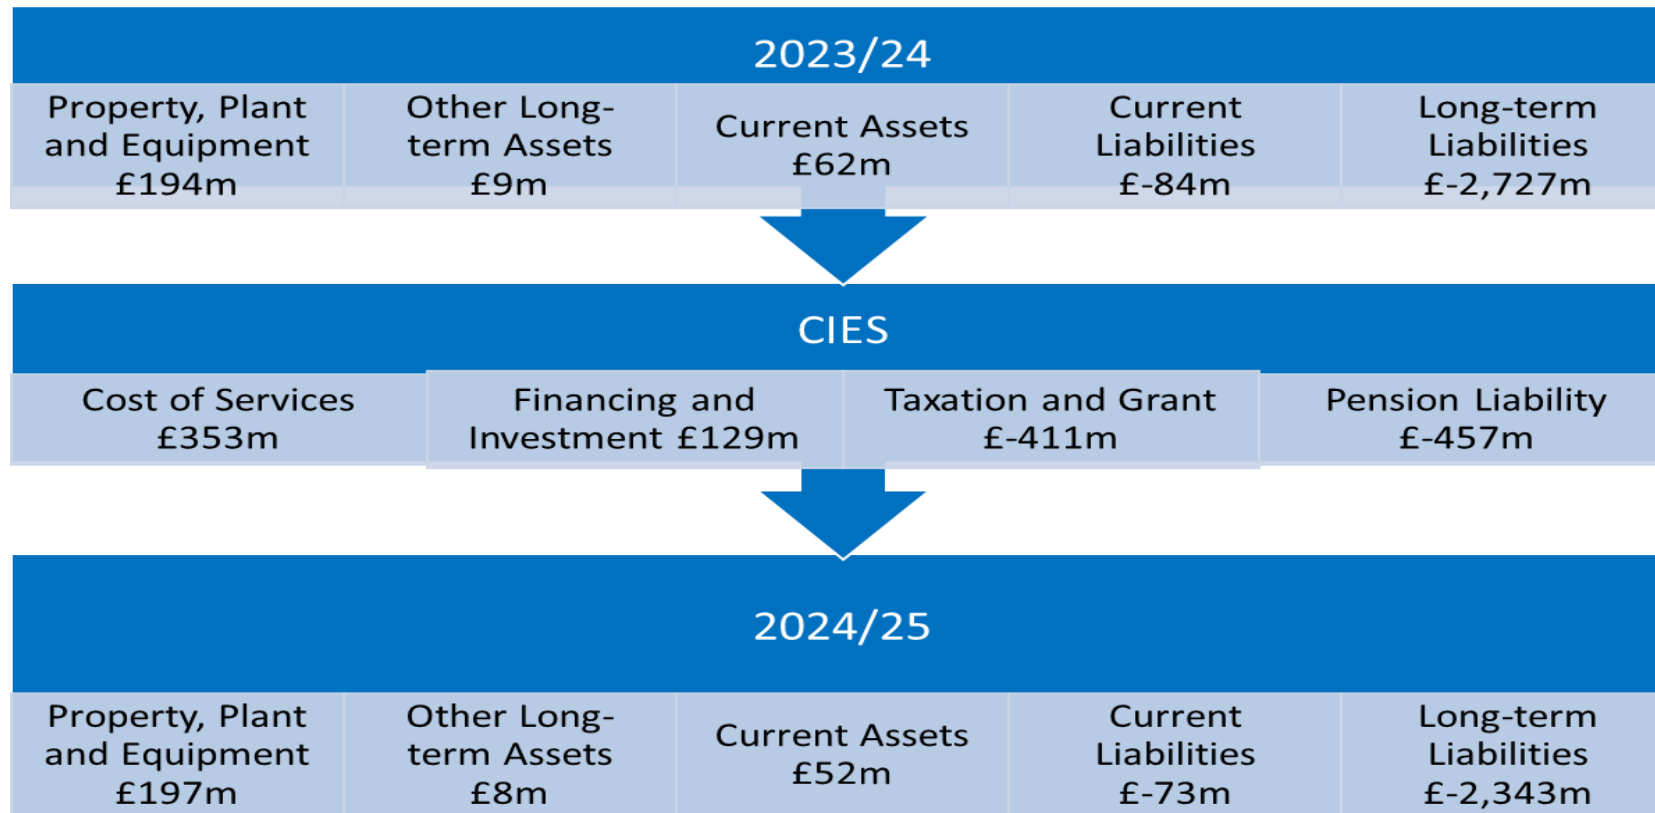 2023/24
Property, Plant
and Equipment
£194m
Other Long-
term Assets
£9m
Current Assets
£62m
Current
Liabilities
£-84m
Long-term
Liabilities
£-2,727m
CIES
Cost of Services
£353m
Financing and
Investment £129m
Taxation and Grant
£-411m
Pension Liability
£-457m
2024/25
Property, Plant
and Equipment
£197m
Other Long-
term Assets
£8m
Current Assets
£52m
Current
Liabilities
£-73m
Long-term
Liabilities
£-2,343m